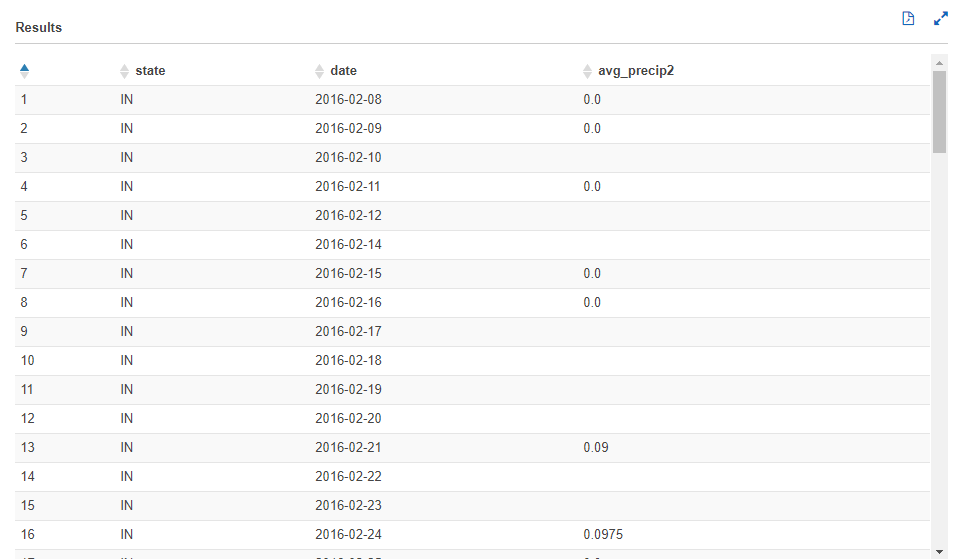 Results
state date avg_precip2
1 IN 2016-02-08 0.0
2 IN 2016-02-09 0.0
3 IN 2016-02-10
4 IN 2016-02-11 0.0
5 IN 2016-02-12
6 IN 2016-02-14
7 IN 2016-02-15 0.0
8 IN 2016-02-16 0.0
9 IN 2016-02-17
10 IN 2016-02-18
11 IN 2016-02-19
12 IN 2016-02-20
13 IN 2016-02-21 0.09
14 IN 2016-02-22
15 IN 2016-02-23
16 IN 2016-02-24 0.0975